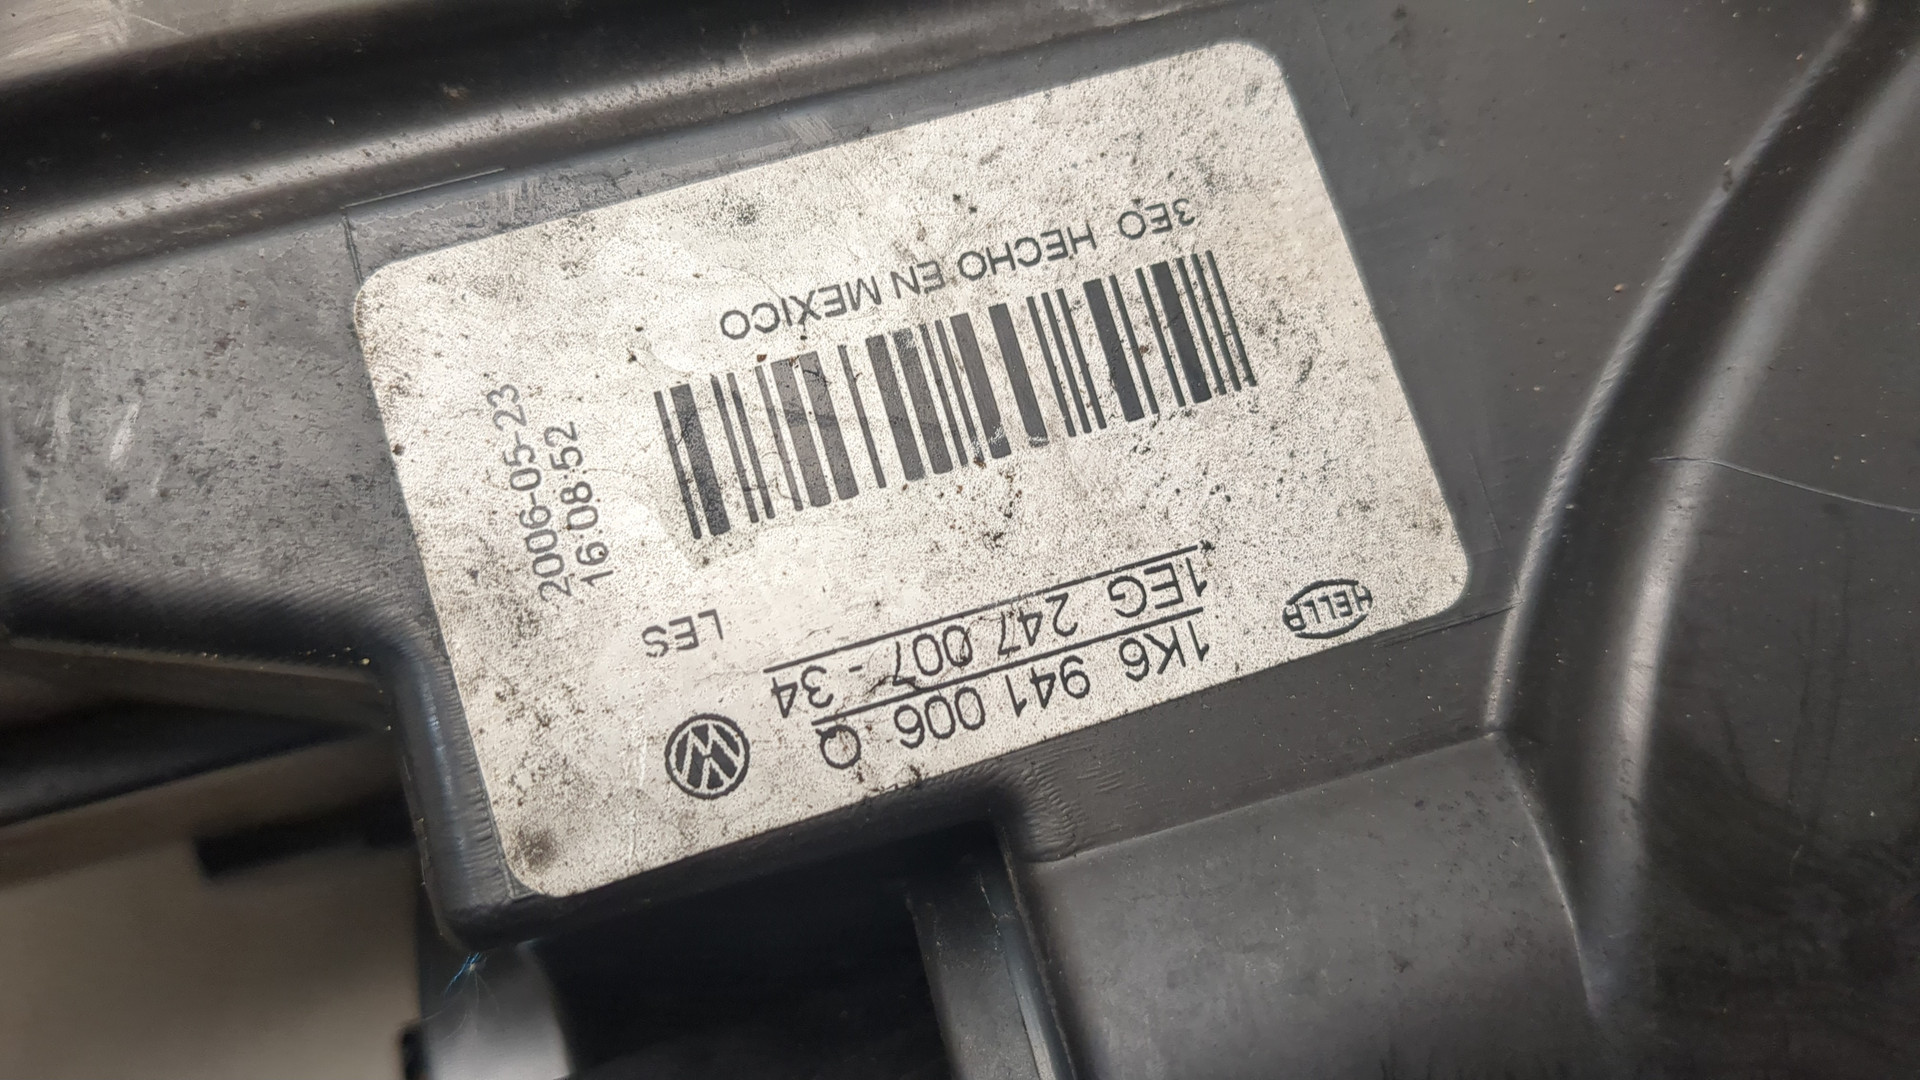 HELLA
1K6 941 006 Q
1EG 247 007 - 34
LES
3EO HECHO EN MEXICO
2006-05-23
16:08:52